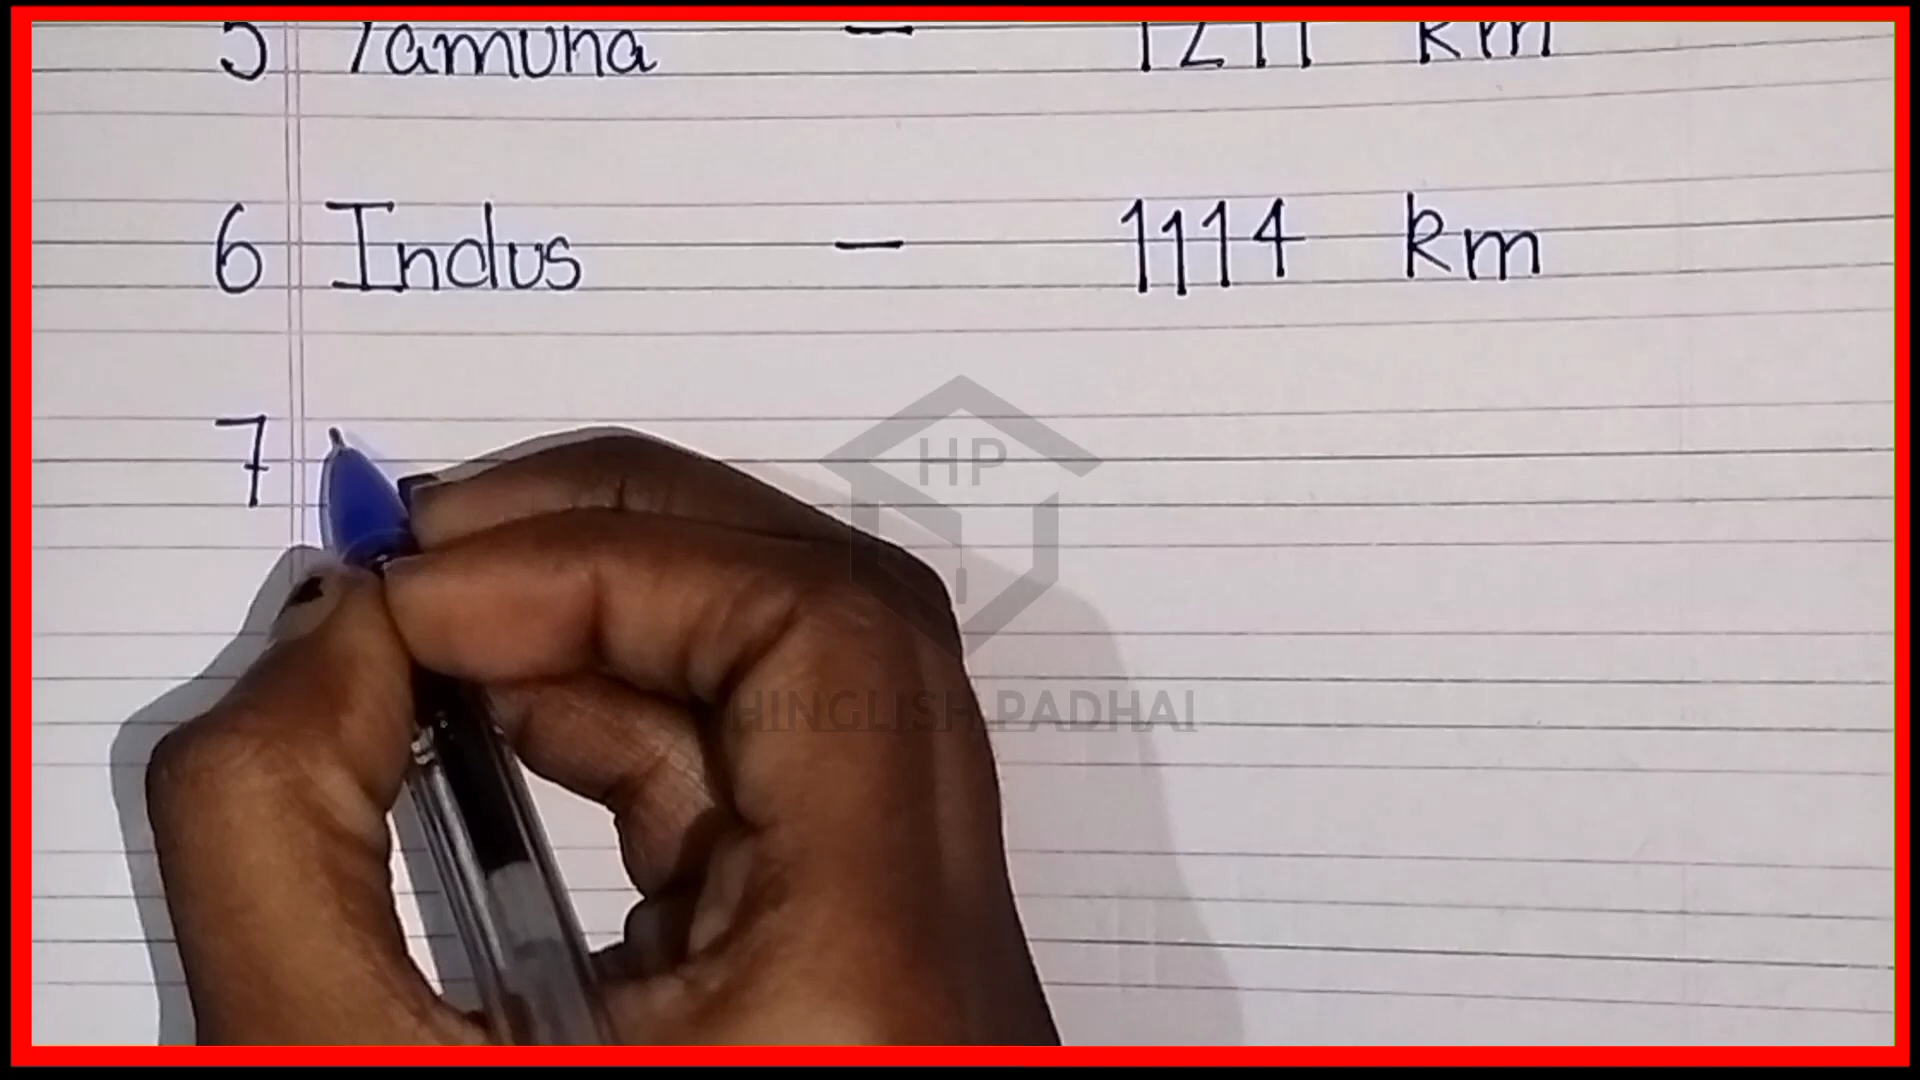 5 Yamuna - 1211 km
6 Indus - 1114 km
7
HP
HINGLISH PADHAI